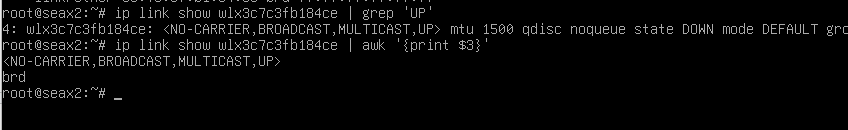 root@seax2:~# ip link show wlx3c7c3fb184ce | grep 'UP'
4: wlx3c7c3fb184ce: <NO-CARRIER,BROADCAST,MULTICAST,UP> mtu 1500 qdisc noqueue state DOWN mode DEFAULT gro
root@seax2:~# ip link show wlx3c7c3fb184ce | awk '{print $3}'
<NO-CARRIER,BROADCAST,MULTICAST,UP>
brd
root@seax2:~# _